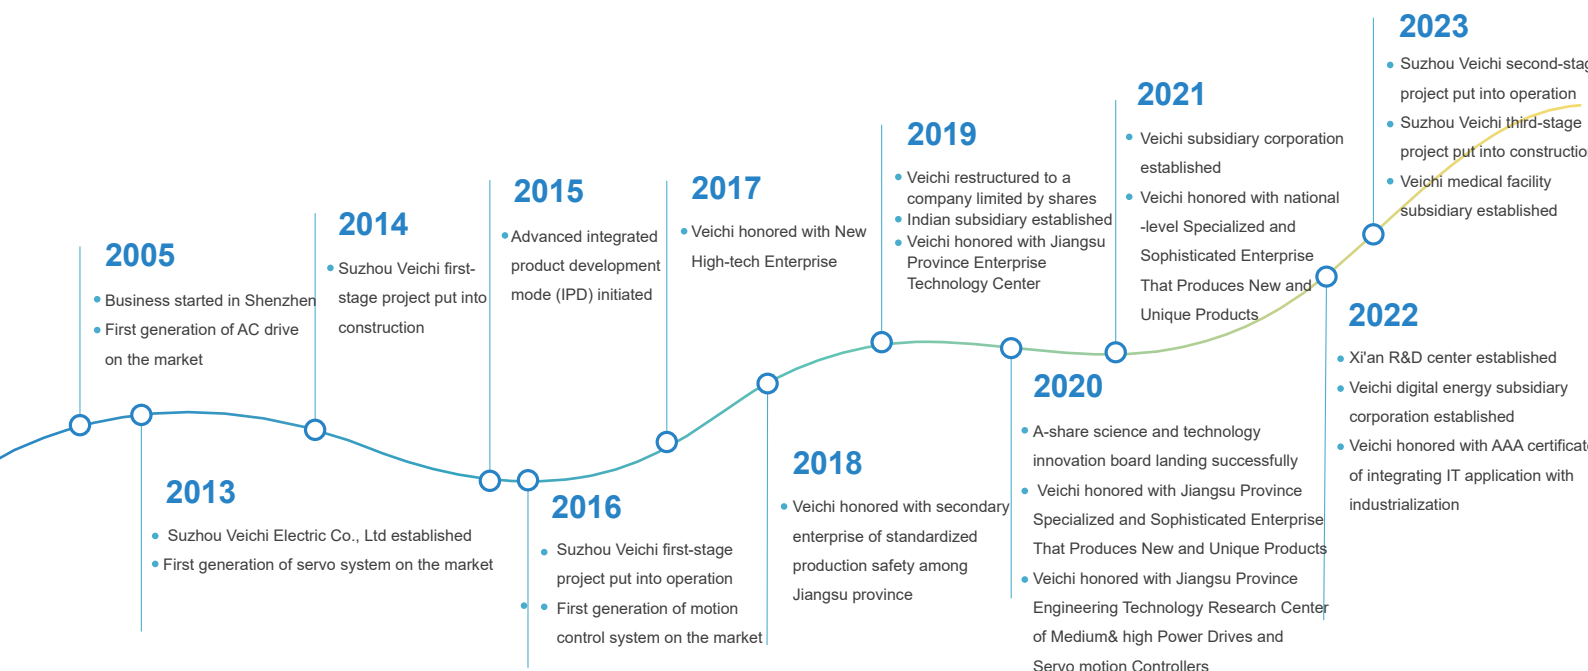 2005
Business started in Shenzhen
First generation of AC drive
on the market
2013
Suzhou Veichi Electric Co., Ltd established
First generation of servo system on the market
2014
Suzhou Veichi first-
stage project put into
construction
2015
Advanced integrated
product development
mode (IPD) initiated
2016
Suzhou Veichi first-stage
project put into operation
First generation of motion
control system on the market
2017
Veichi honored with New
High-tech Enterprise
2018
Veichi honored with secondary
enterprise of standardized
production safety among
Jiangsu province
2019
Veichi restructured to a
company limited by shares
Indian subsidiary established
Veichi honored with Jiangsu
Province Enterprise
Technology Center
2020
A-share science and technology
innovation board landing successfully
Veichi honored with Jiangsu Province
Specialized and Sophisticated Enterprise
That Produces New and Unique Products
Veichi honored with Jiangsu Province
Engineering Technology Research Center
of Medium& high Power Drives and
Servo motion Controllers
2021
Veichi subsidiary corporation
established
Veichi honored with national
-level Specialized and
Sophisticated Enterprise
That Produces New and
Unique Products
2022
Xi'an R&D center established
Veichi digital energy subsidiary
corporation established
Veichi honored with AAA certificate
of integrating IT application with
industrialization
2023
Suzhou Veichi second-stag
project put into operation
Suzhou Veichi third-stage
project put into constructio
Veichi medical facility
subsidiary established